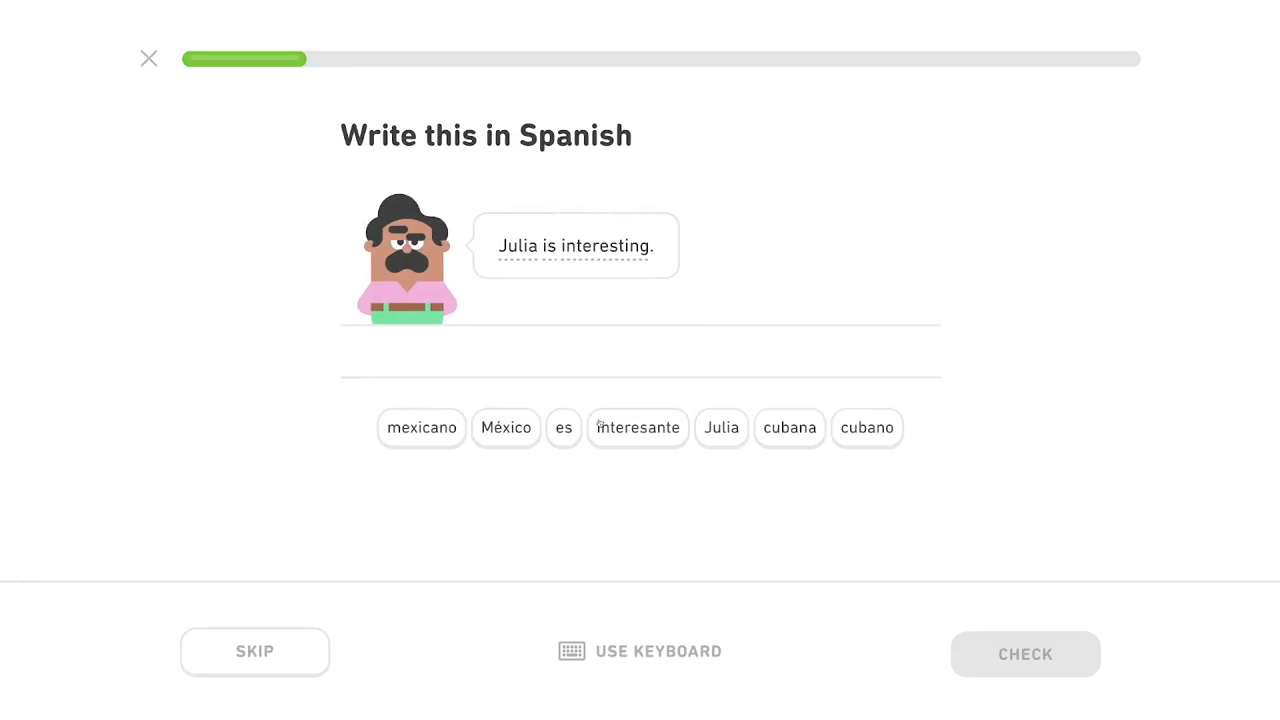 Write this in Spanish
Julia is interesting.
mexicano México es interesante Julia cubana cubano
SKIP USE KEYBOARD CHECK